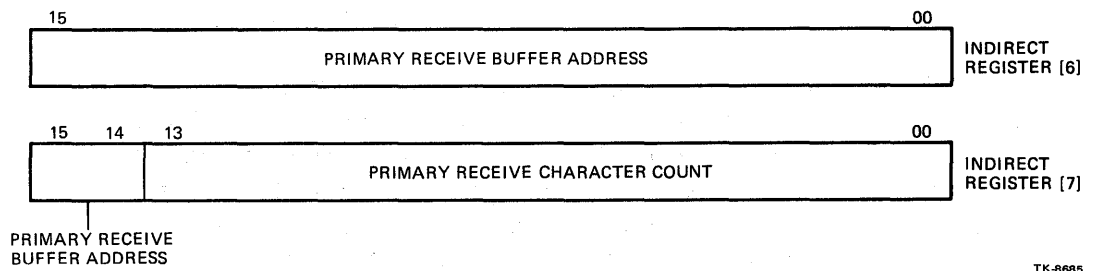 15 00
PRIMARY RECEIVE BUFFER ADDRESS
INDIRECT
REGISTER [6]
15 14 13 00
PRIMARY RECEIVE CHARACTER COUNT
INDIRECT
REGISTER [7]
PRIMARY RECEIVE
BUFFER ADDRESS
TK-8685